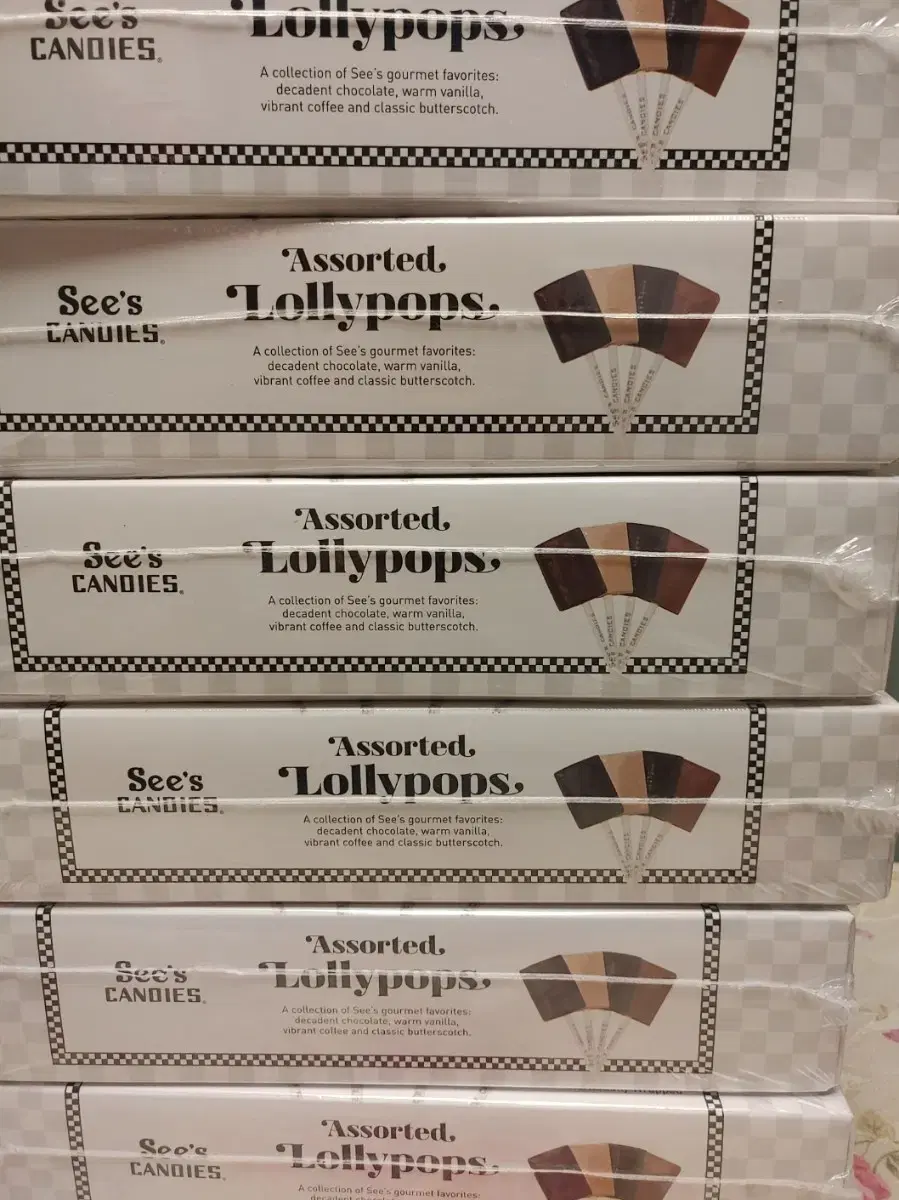 See's
CANDIES®
Lollypops
A collection of See's gourmet favorites:
decadent chocolate, warm vanilla,
vibrant coffee and classic butterscotch.
See's
CANDIES®
Assorted
Lollypops
A collection of See's gourmet favorites:
decadent chocolate, warm vanilla,
vibrant coffee and classic butterscotch.
See's
CANDIES®
Assorted
Lollypops
A collection of See's gourmet favorites:
decadent chocolate, warm vanilla,
vibrant coffee and classic butterscotch.
See's
CANDIES®
Assorted
Lollypops
A collection of See's gourmet favorites:
decadent chocolate, warm vanilla,
vibrant coffee and classic butterscotch.
See's
CANDIES®
Assorted
Lollypops
A collection of See's gourmet favorites:
decadent chocolate, warm vanilla,
vibrant coffee and classic butterscotch.
See's
CANDIES®
Assorted
Lollypops
A collection of See's gourmet favorites: